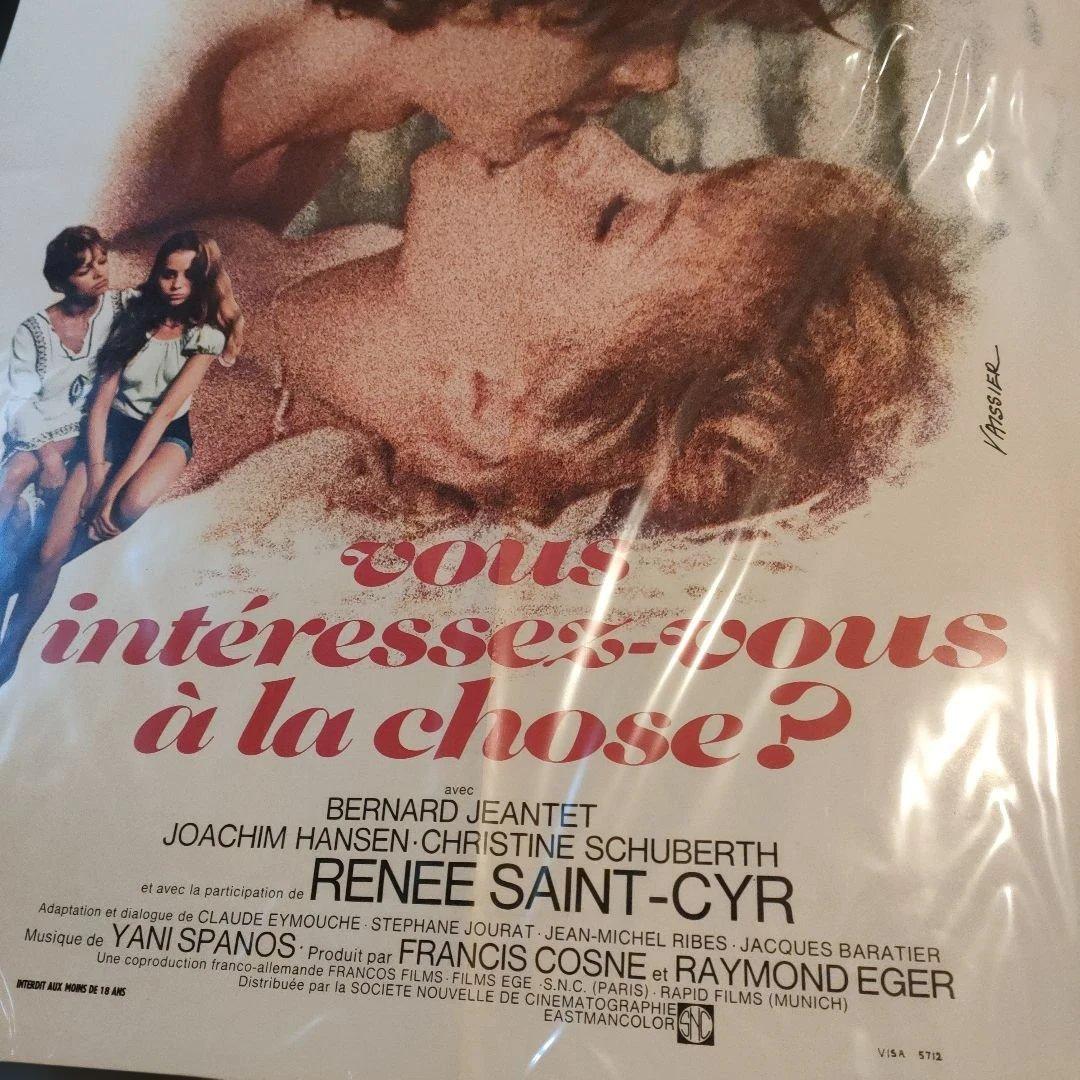 VAISSIER
vous
intéressez-vous
à la chose?
avec
BERNARD JEANTET
JOACHIM HANSEN · CHRISTINE SCHUBERTH
et avec la participation de RENEE SAINT-CYR
Adaptation et dialogue de CLAUDE EYMOUCHE · STEPHANE JOURAT · JEAN-MICHEL RIBES · JACQUES BARATIER
Musique de YANI SPANOS · Produit par FRANCIS COSNE et RAYMOND EGER
Une coproduction franco-allemande FRANCOS FILMS · FILMS EGE · S.N.C. (PARIS) · RAPID FILMS (MUNICH)
INTERDIT AUX MOINS DE 18 ANS
Distribuée par la SOCIETE NOUVELLE DE CINEMATOGRAPHIE
EASTMANCOLOR SNC
VISA 5712